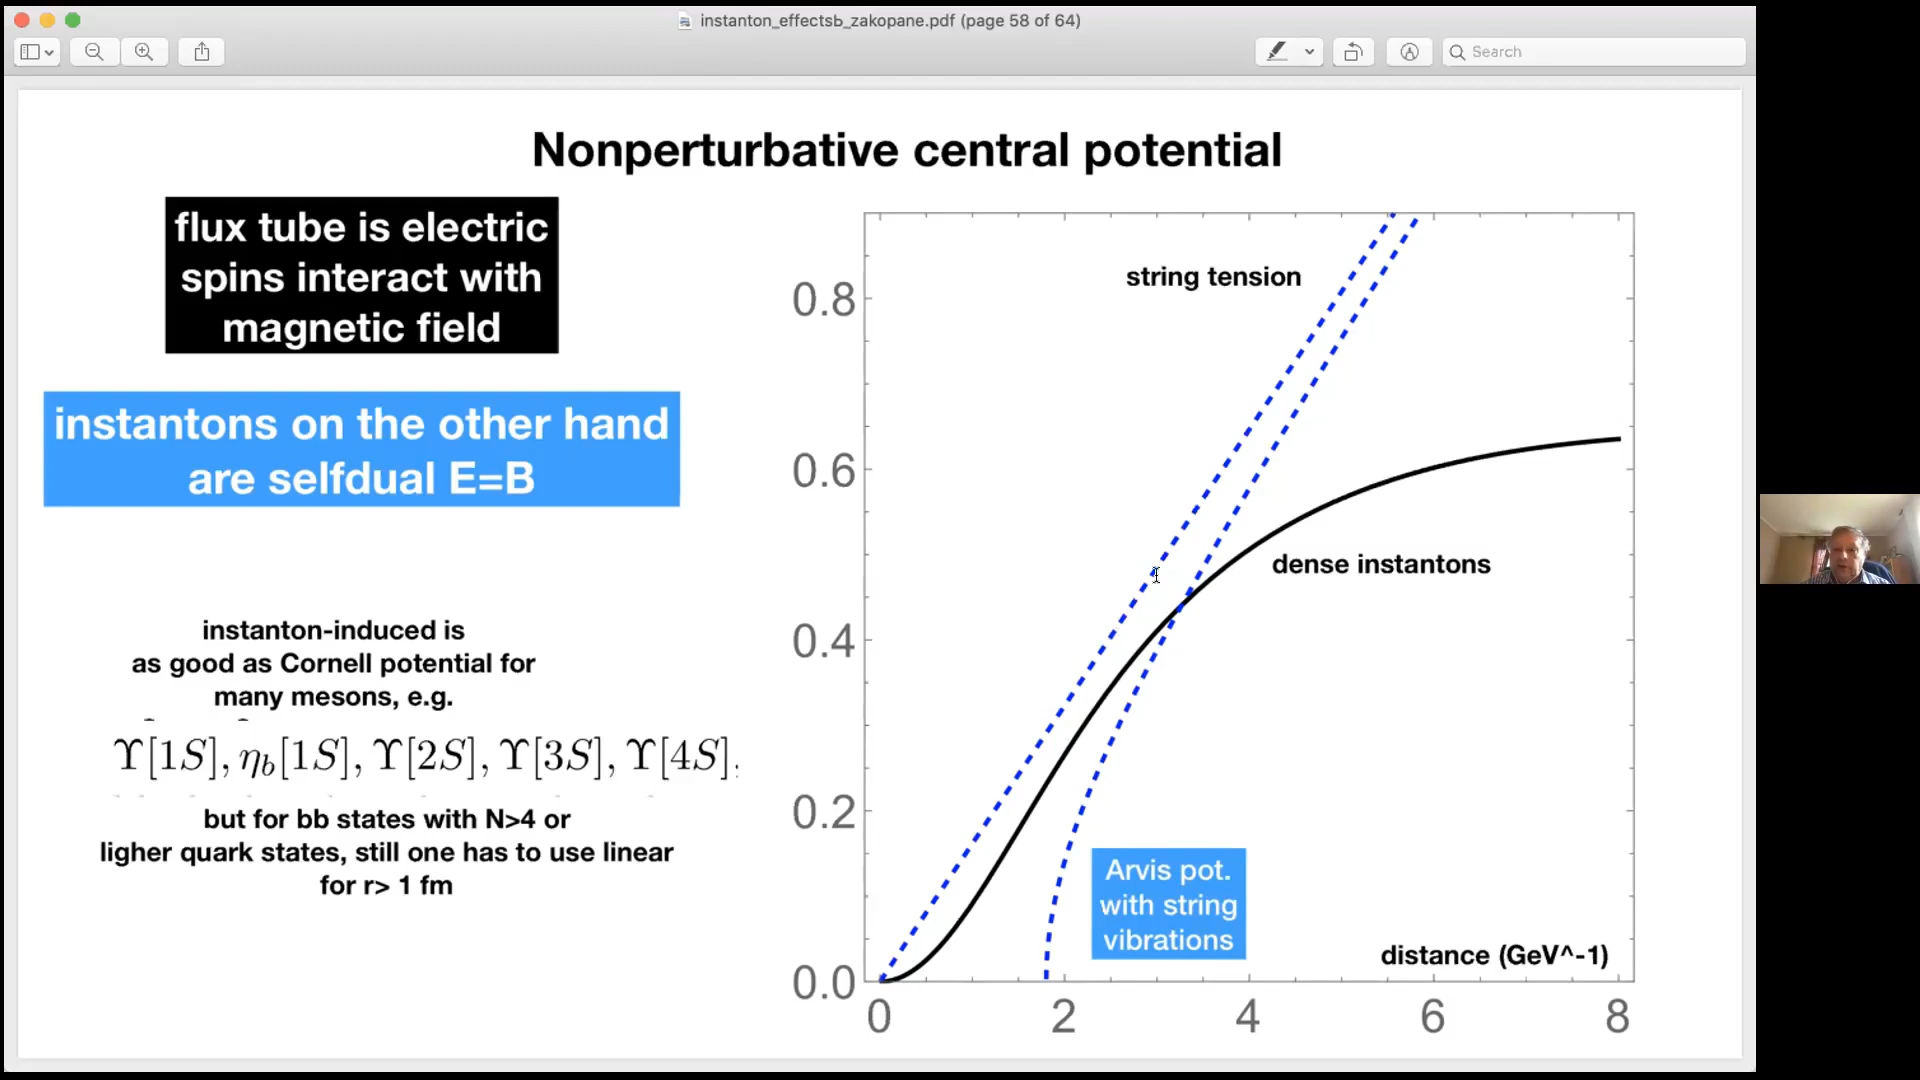 instanton_effectsb_zakopane.pdf (page 58 of 64)
Search
Nonperturbative central potential
flux tube is electric
spins interact with
magnetic field
instantons on the other hand
are selfdual E=B
instanton-induced is
as good as Cornell potential for
many mesons, e.g.
ϒ[1S], η_b[1S], ϒ[2S], ϒ[3S], ϒ[4S],
but for bb states with N>4 or
ligher quark states, still one has to use linear
for r> 1 fm
string tension
dense instantons
Arvis pot.
with string
vibrations
distance (GeV^-1)
0.8
0.6
0.4
0.2
0.0
0 2 4 6 8